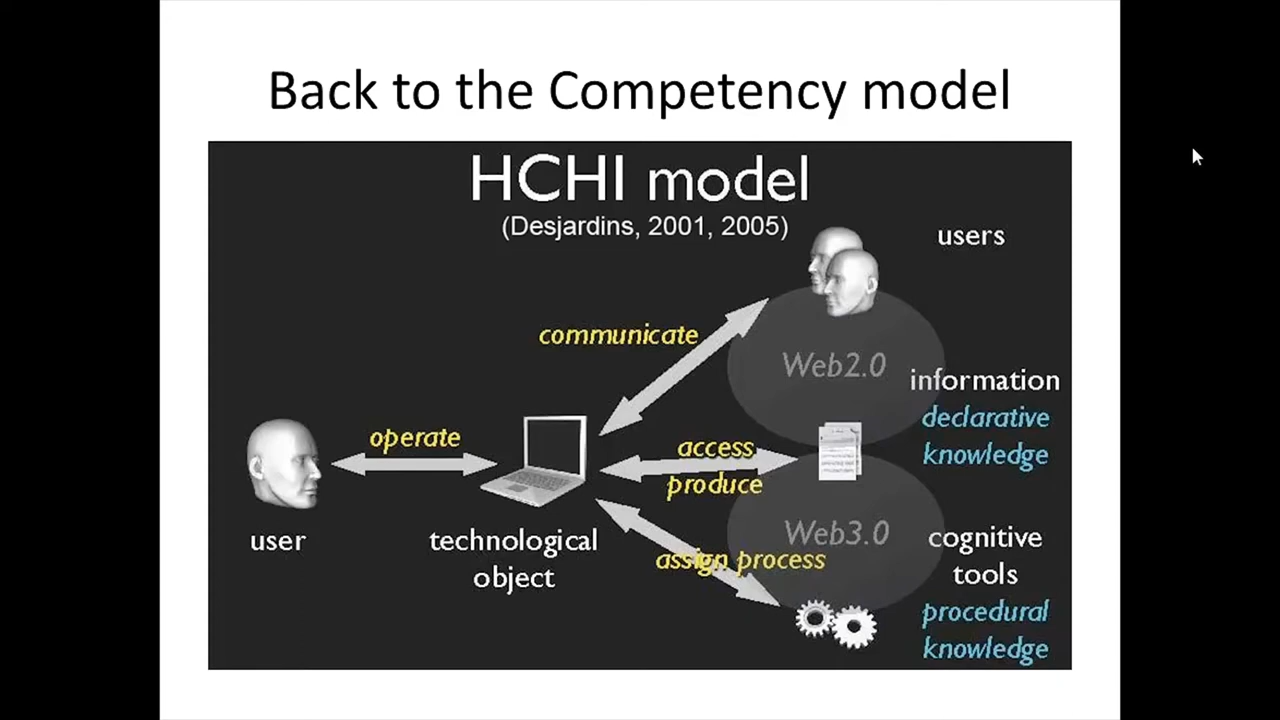 Back to the Competency model
HCHI model
(Desjardins, 2001, 2005)
users
communicate
Web2.0
information
declarative
knowledge
operate
access
produce
user
technological
object
Web3.0
assign process
cognitive
tools
procedural
knowledge